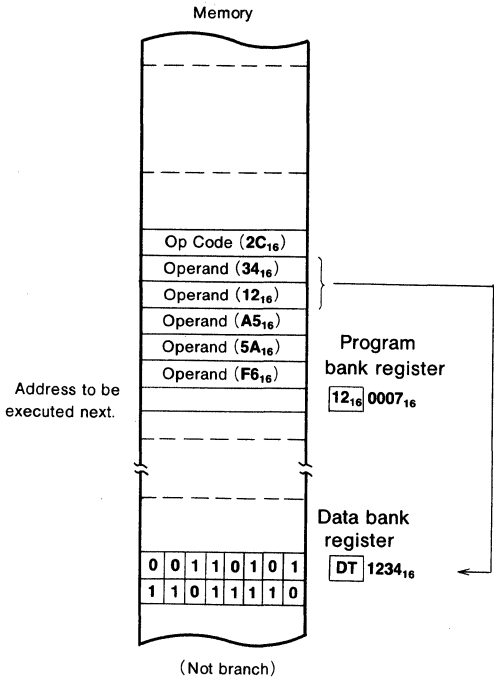 Memory
Op Code (2C₁₆)
Operand (34₁₆)
Operand (12₁₆)
Operand (A5₁₆)
Operand (5A₁₆)
Operand (F6₁₆)
Program
bank register
12₁₆ 0007₁₆
Address to be
executed next.
Data bank
register
DT 1234₁₆
0 0 1 1 0 1 0 1
1 1 0 1 1 1 1 0
(Not branch)